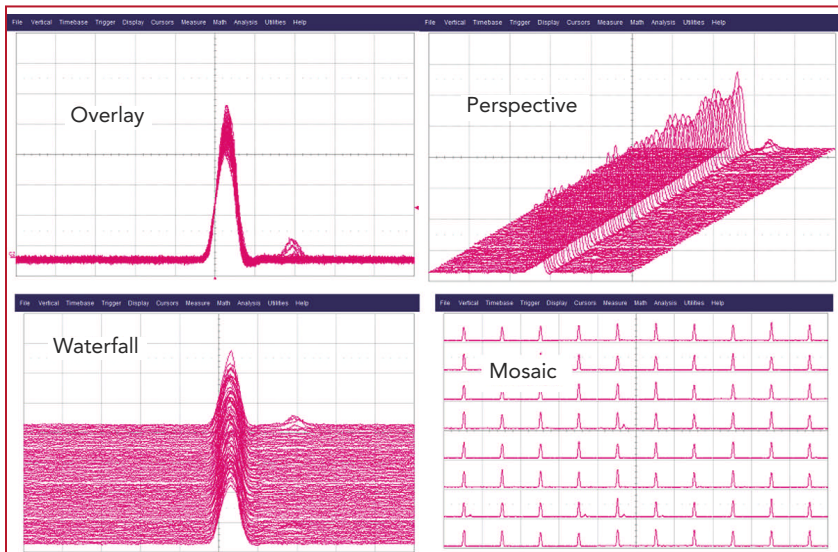 File Vertical Timebase Trigger Display Cursors Measure Math Analysis Utilities Help
Overlay
File Vertical Timebase Trigger Display Cursors Measure Math Analysis Utilities Help
Perspective
File Vertical Timebase Trigger Display Cursors Measure Math Analysis Utilities Help
Waterfall
File Vertical Timebase Trigger Display Cursors Measure Math Analysis Utilities Help
Mosaic